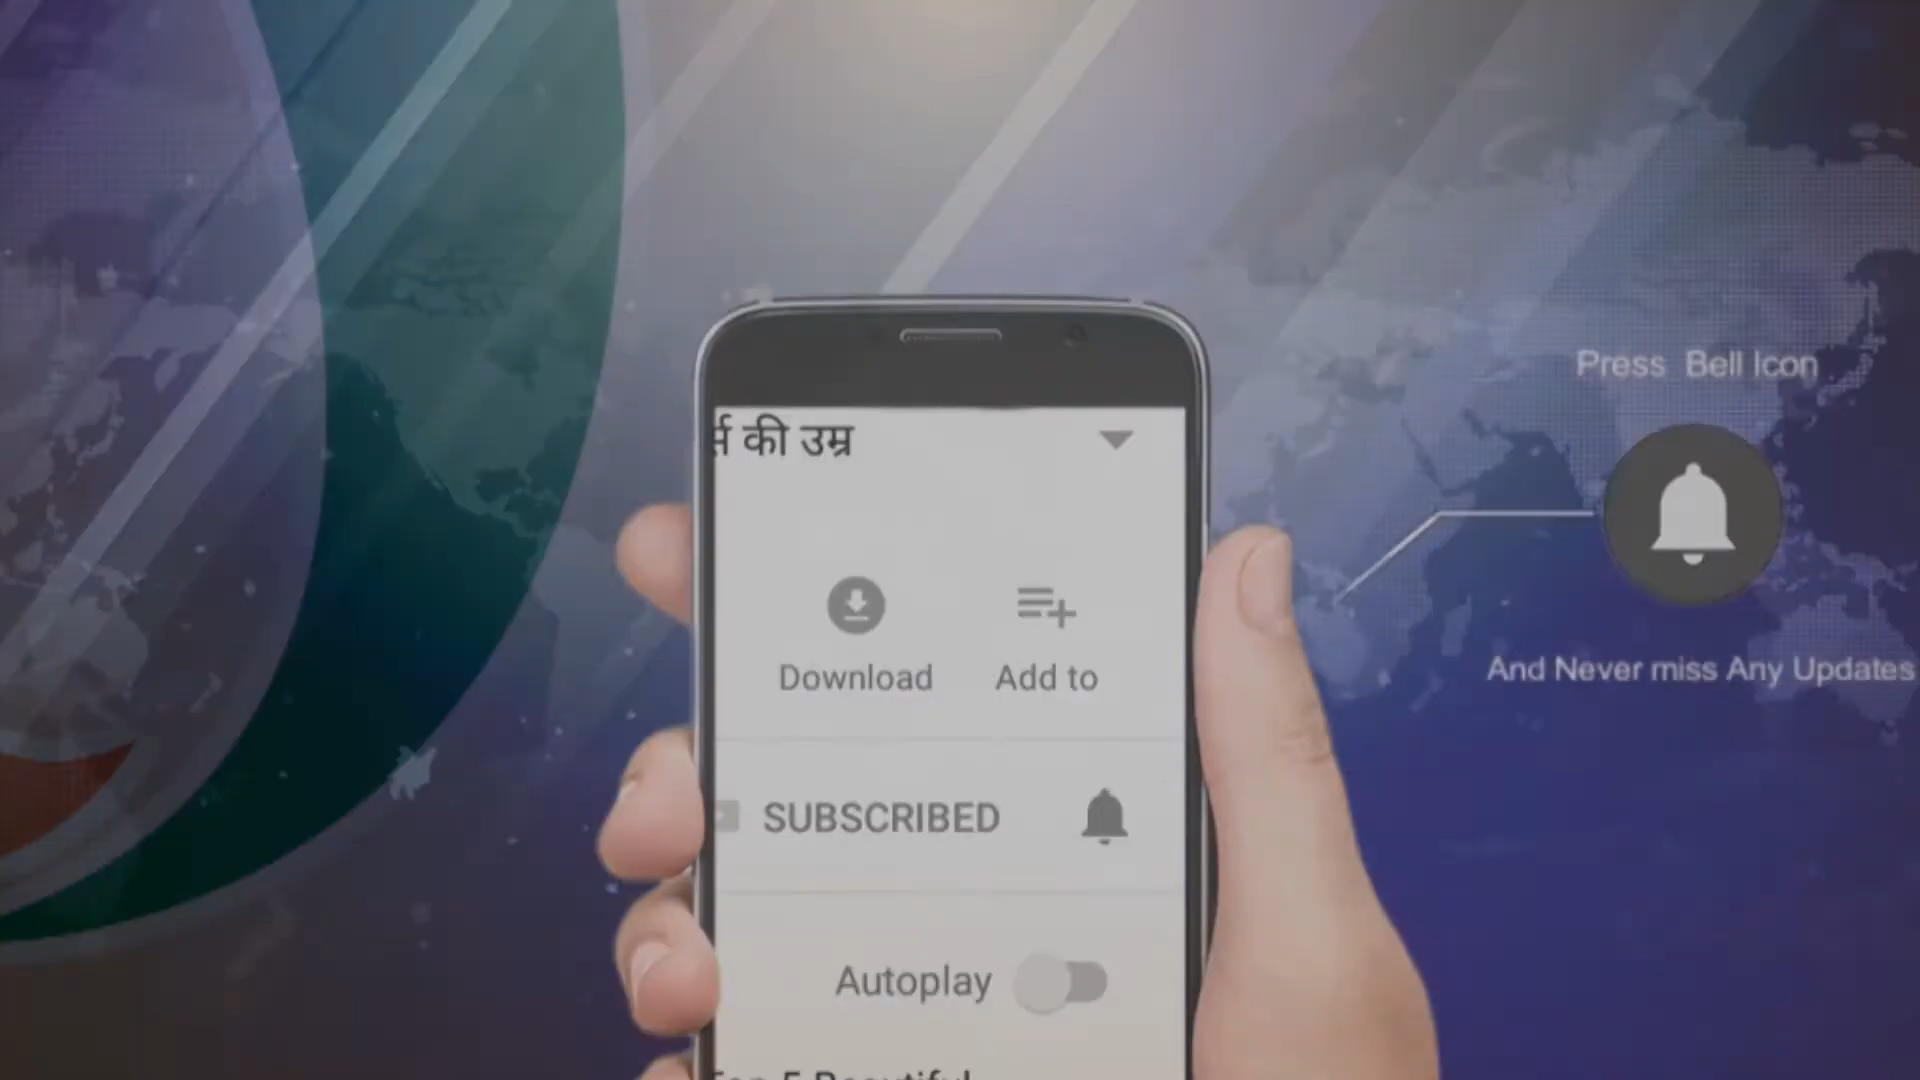 की उम्र
Press Bell Icon
Download
Add to
And Never miss Any Updates
SUBSCRIBED
Autoplay